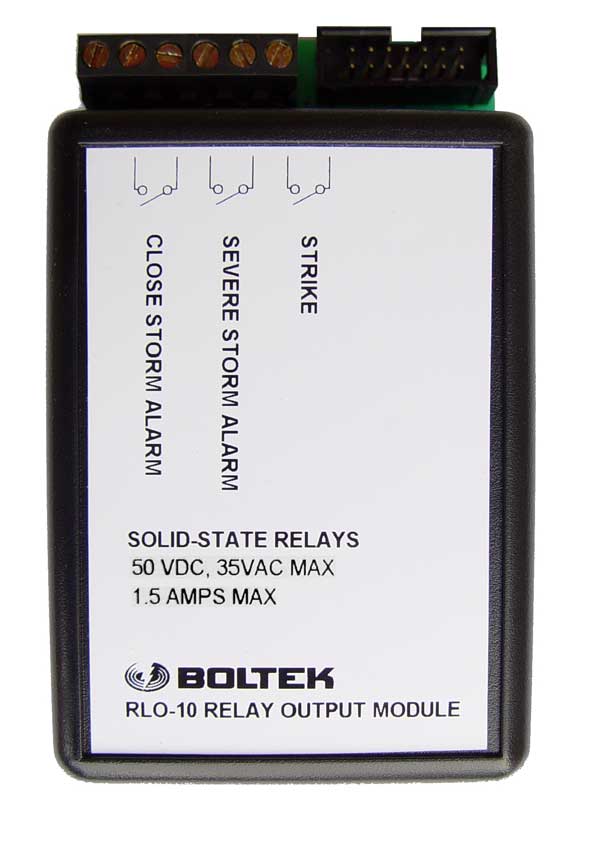 CLOSE STORM ALARM
SEVERE STORM ALARM
STRIKE
SOLID-STATE RELAYS
50 VDC, 35VAC MAX
1.5 AMPS MAX
BOLTEK
RLO-10 RELAY OUTPUT MODULE